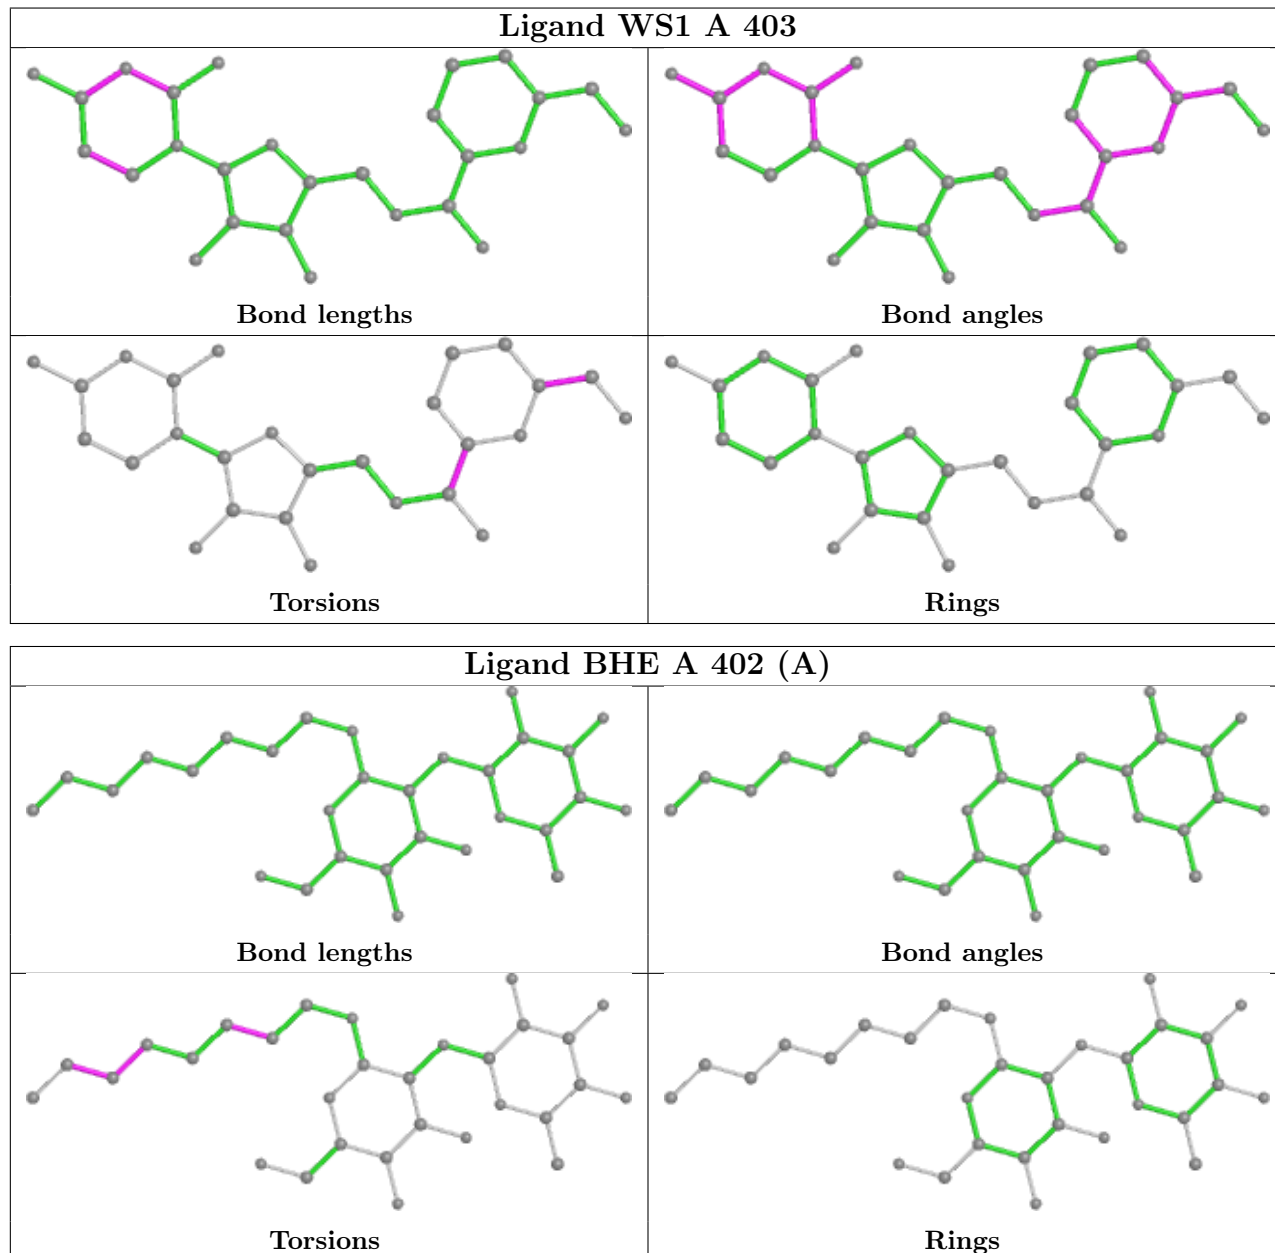 Ligand WS1 A 403
Bond lengths
Bond angles
Torsions
Rings
Ligand BHE A 402 (A)
Bond lengths
Bond angles
Torsions
Rings